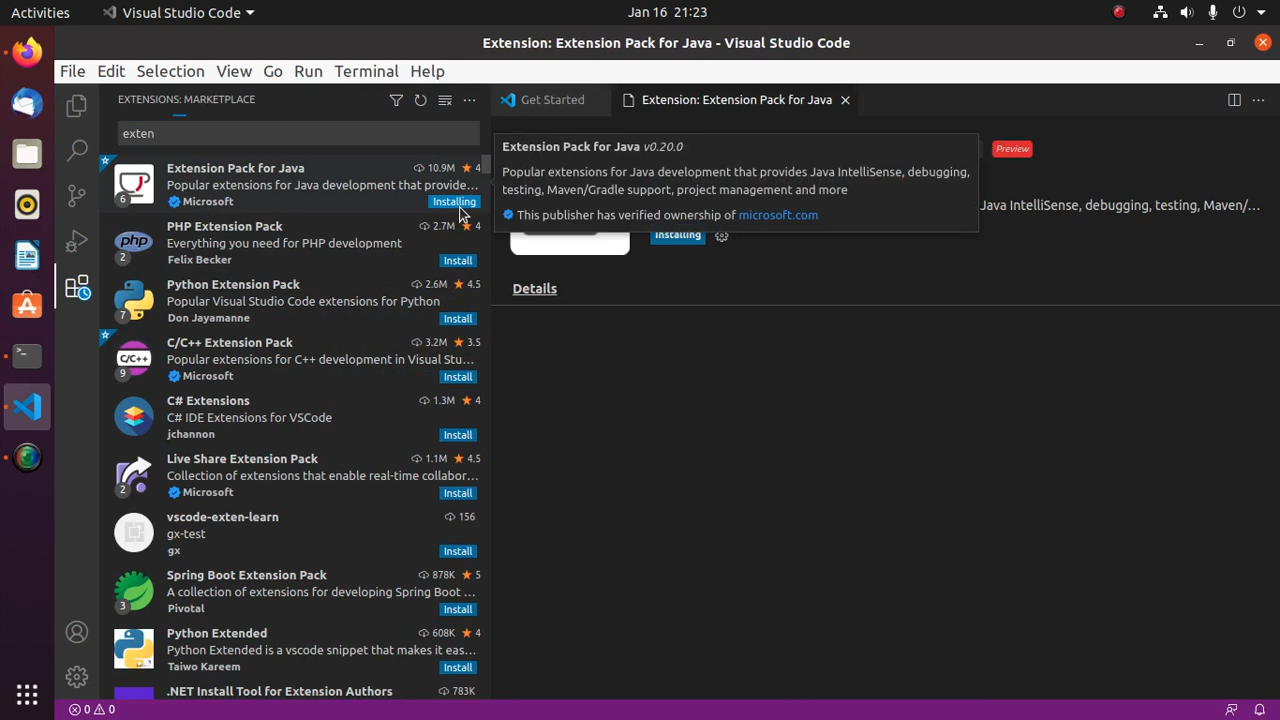 Activities
Visual Studio Code
Jan 16 21:23
Extension: Extension Pack for Java - Visual Studio Code
File Edit Selection View Go Run Terminal Help
EXTENSIONS: MARKETPLACE
Get Started
Extension: Extension Pack for Java
exten
Extension Pack for Java 10.9M 4
Popular extensions for Java development that provide...
Microsoft Installing
6
PHP Extension Pack 2.7M 4
Everything you need for PHP development
Felix Becker Install
php
2
Python Extension Pack 2.6M 4.5
Popular Visual Studio Code extensions for Python
Don Jayamanne Install
7
C/C++ Extension Pack 3.2M 3.5
Popular extensions for C++ development in Visual Stu...
Microsoft Install
C/C++
9
C# Extensions 1.3M 4
C# IDE Extensions for VSCode
jchannon Install
Live Share Extension Pack 1.1M 4.5
Collection of extensions that enable real-time collabor...
Microsoft Install
2
vscode-exten-learn 156
gx-test
gx Install
Spring Boot Extension Pack 878K 5
A collection of extensions for developing Spring Boot ...
Pivotal Install
3
Python Extended 608K 4
Python Extended is a vscode snippet that makes it eas...
Taiwo Kareem Install
.NET Install Tool for Extension Authors 783K
Extension Pack for Java v0.20.0
Popular extensions for Java development that provides Java IntelliSense, debugging,
testing, Maven/Gradle support, project management and more
This publisher has verified ownership of microsoft.com
Preview
Java IntelliSense, debugging, testing, Maven/...
Installing
Details
0 0